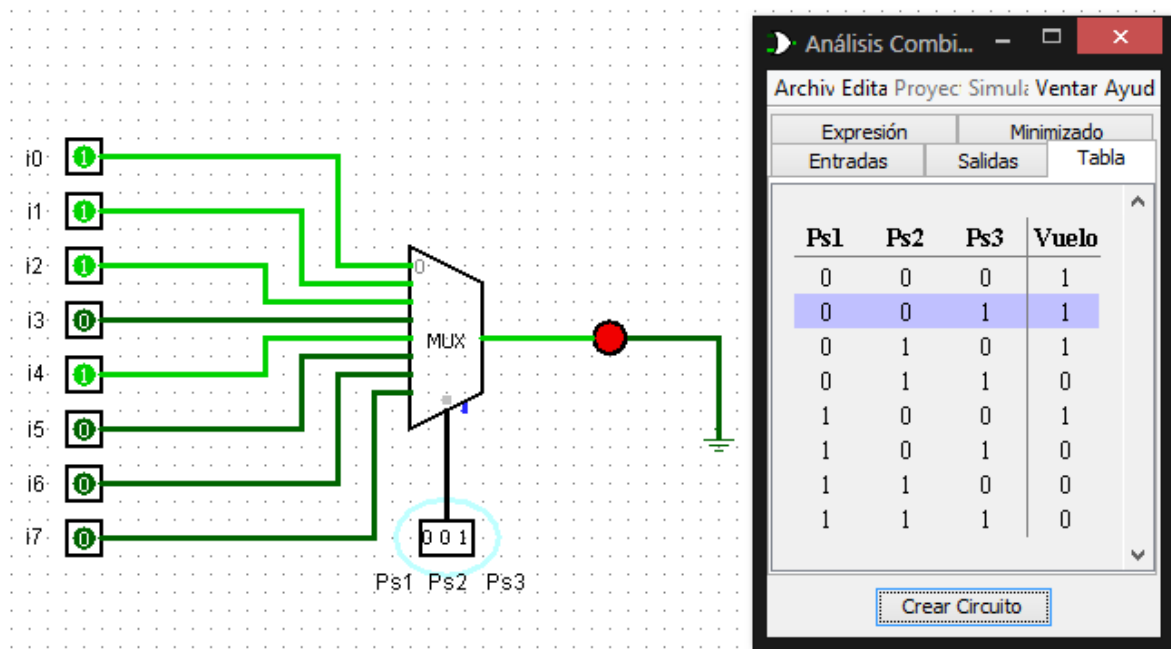 i0 1
i1 1
i2 1
i3 0
i4 1
i5 0
i6 0
i7 0
0
MUX
0 0 1
Ps1 Ps2 Ps3
Análisis Combi...
Archiv Edita Proyec Simula Ventar Ayud
Expresión Minimizado
Entradas Salidas Tabla
Ps1 Ps2 Ps3 Vuelo
0 0 0 1
0 0 1 1
0 1 0 1
0 1 1 0
1 0 0 1
1 0 1 0
1 1 0 0
1 1 1 0
Crear Circuito